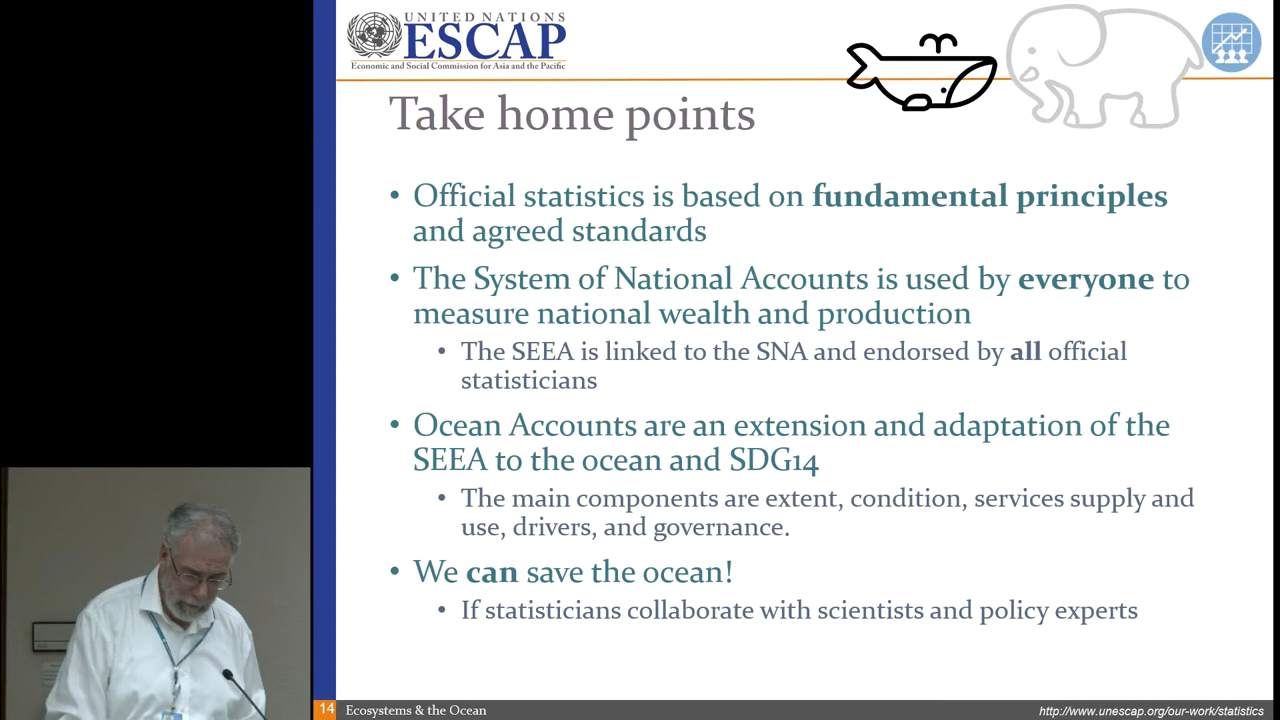 UNITED NATIONS
ESCAP
Economic and Social Commission for Asia and the Pacific
Take home points
• Official statistics is based on fundamental principles
and agreed standards
• The System of National Accounts is used by everyone to
measure national wealth and production
• The SEEA is linked to the SNA and endorsed by all official
statisticians
• Ocean Accounts are an extension and adaptation of the
SEEA to the ocean and SDG14
• The main components are extent, condition, services supply and
use, drivers, and governance.
• We can save the ocean!
• If statisticians collaborate with scientists and policy experts
14 Ecosystems & the Ocean
http://www.unescap.org/our-work/statistics